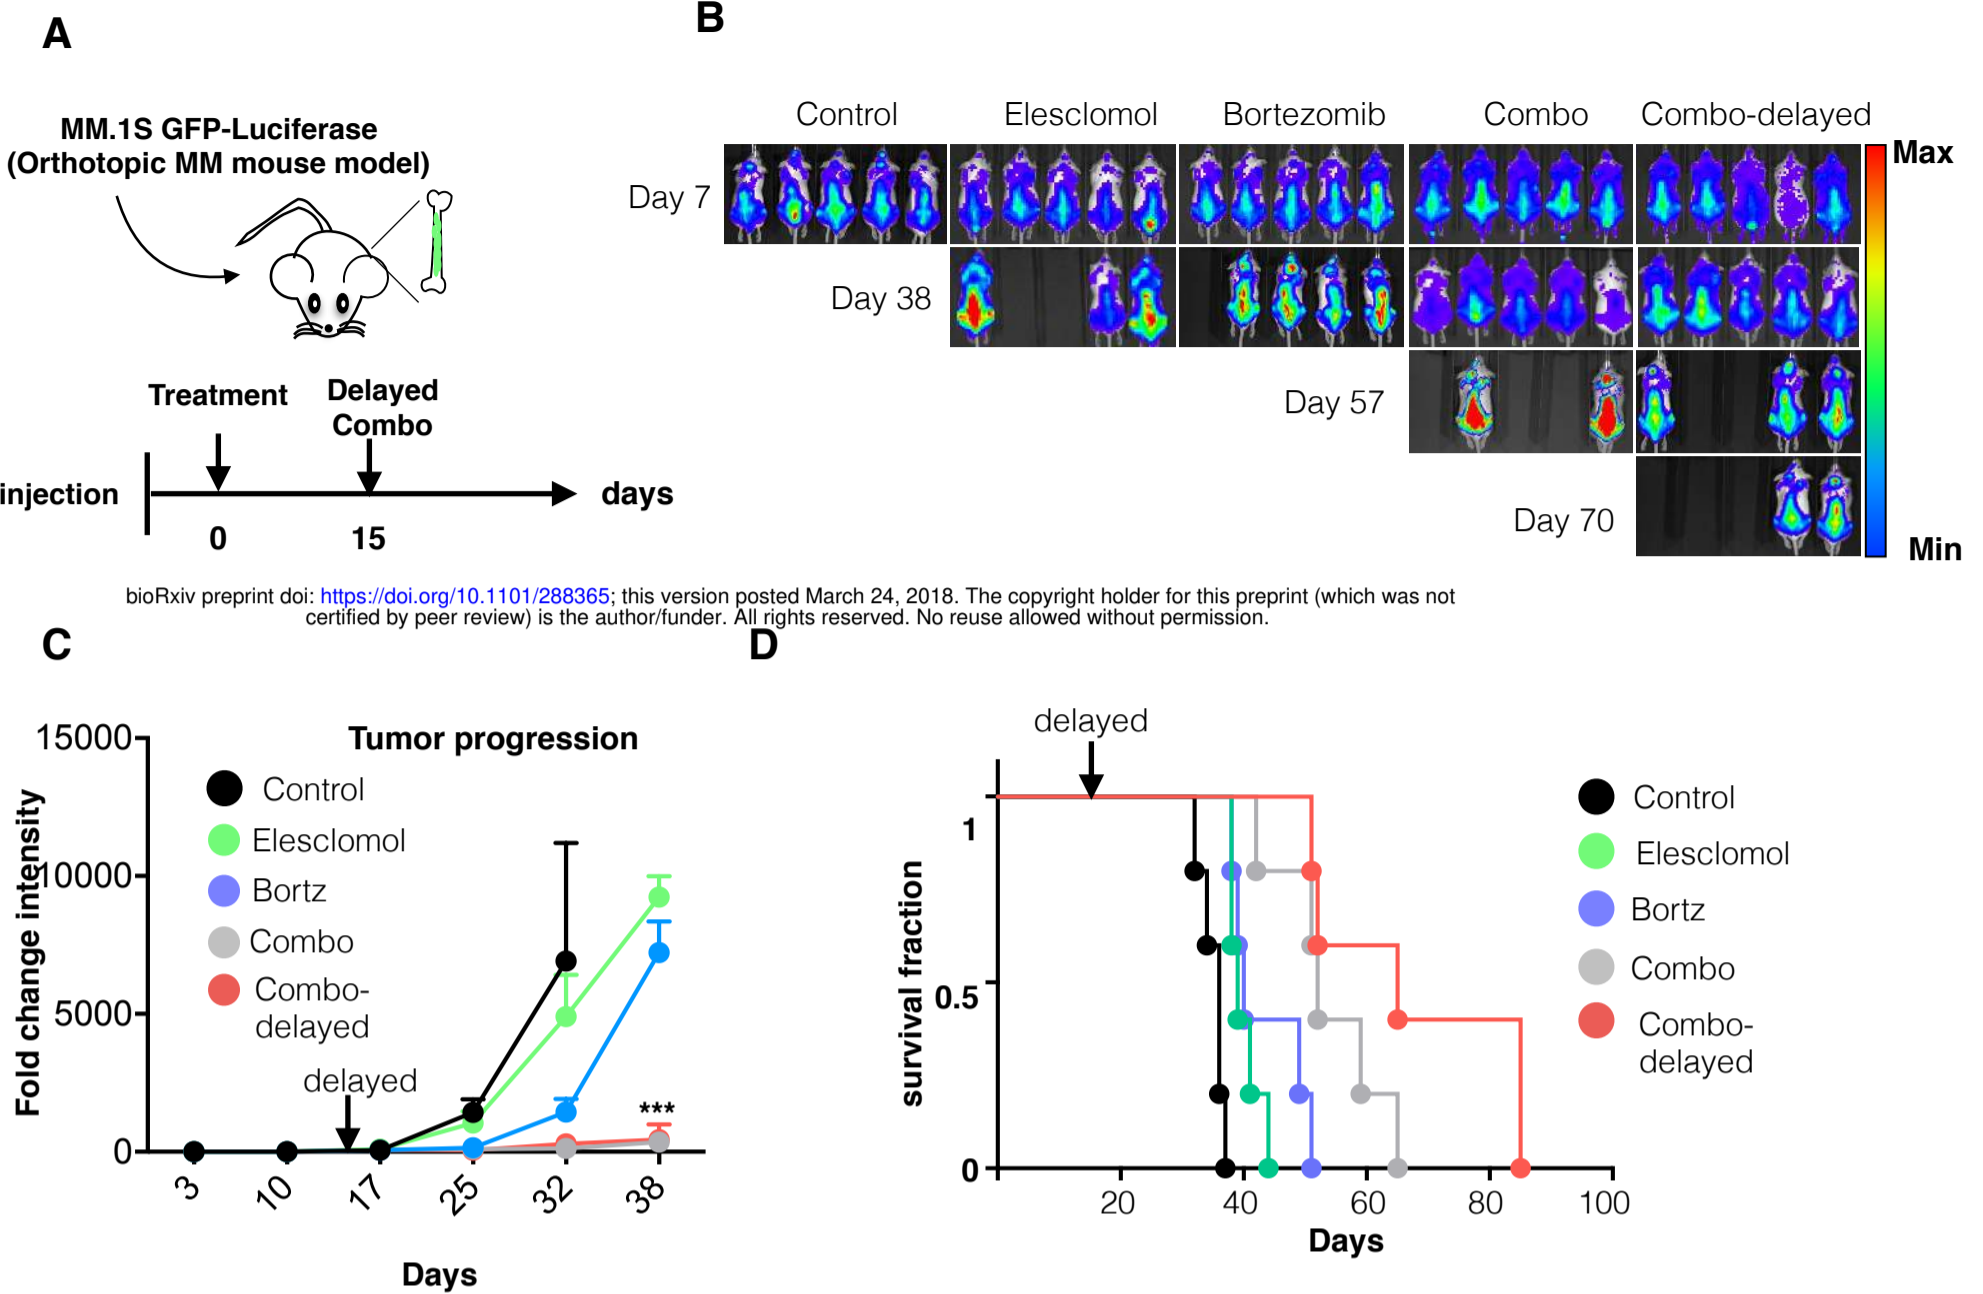 A
MM.1S GFP-Luciferase
(Orthotopic MM mouse model)
Treatment
Delayed
Combo
injection
days
0
15
B
Control
Elesclomol
Bortezomib
Combo
Combo-delayed
Day 7
Day 38
Day 57
Day 70
Max
Min
bioRxiv preprint doi: https://doi.org/10.1101/288365; this version posted March 24, 2018. The copyright holder for this preprint (which was not
certified by peer review) is the author/funder. All rights reserved. No reuse allowed without permission.
C
Tumor progression
Fold change intensity
15000
10000
5000
0
Control
Elesclomol
Bortz
Combo
Combo-
delayed
delayed
***
3
10
17
25
32
38
Days
D
delayed
survival fraction
1
0.5
0
20
40
60
80
100
Days
Control
Elesclomol
Bortz
Combo
Combo-
delayed